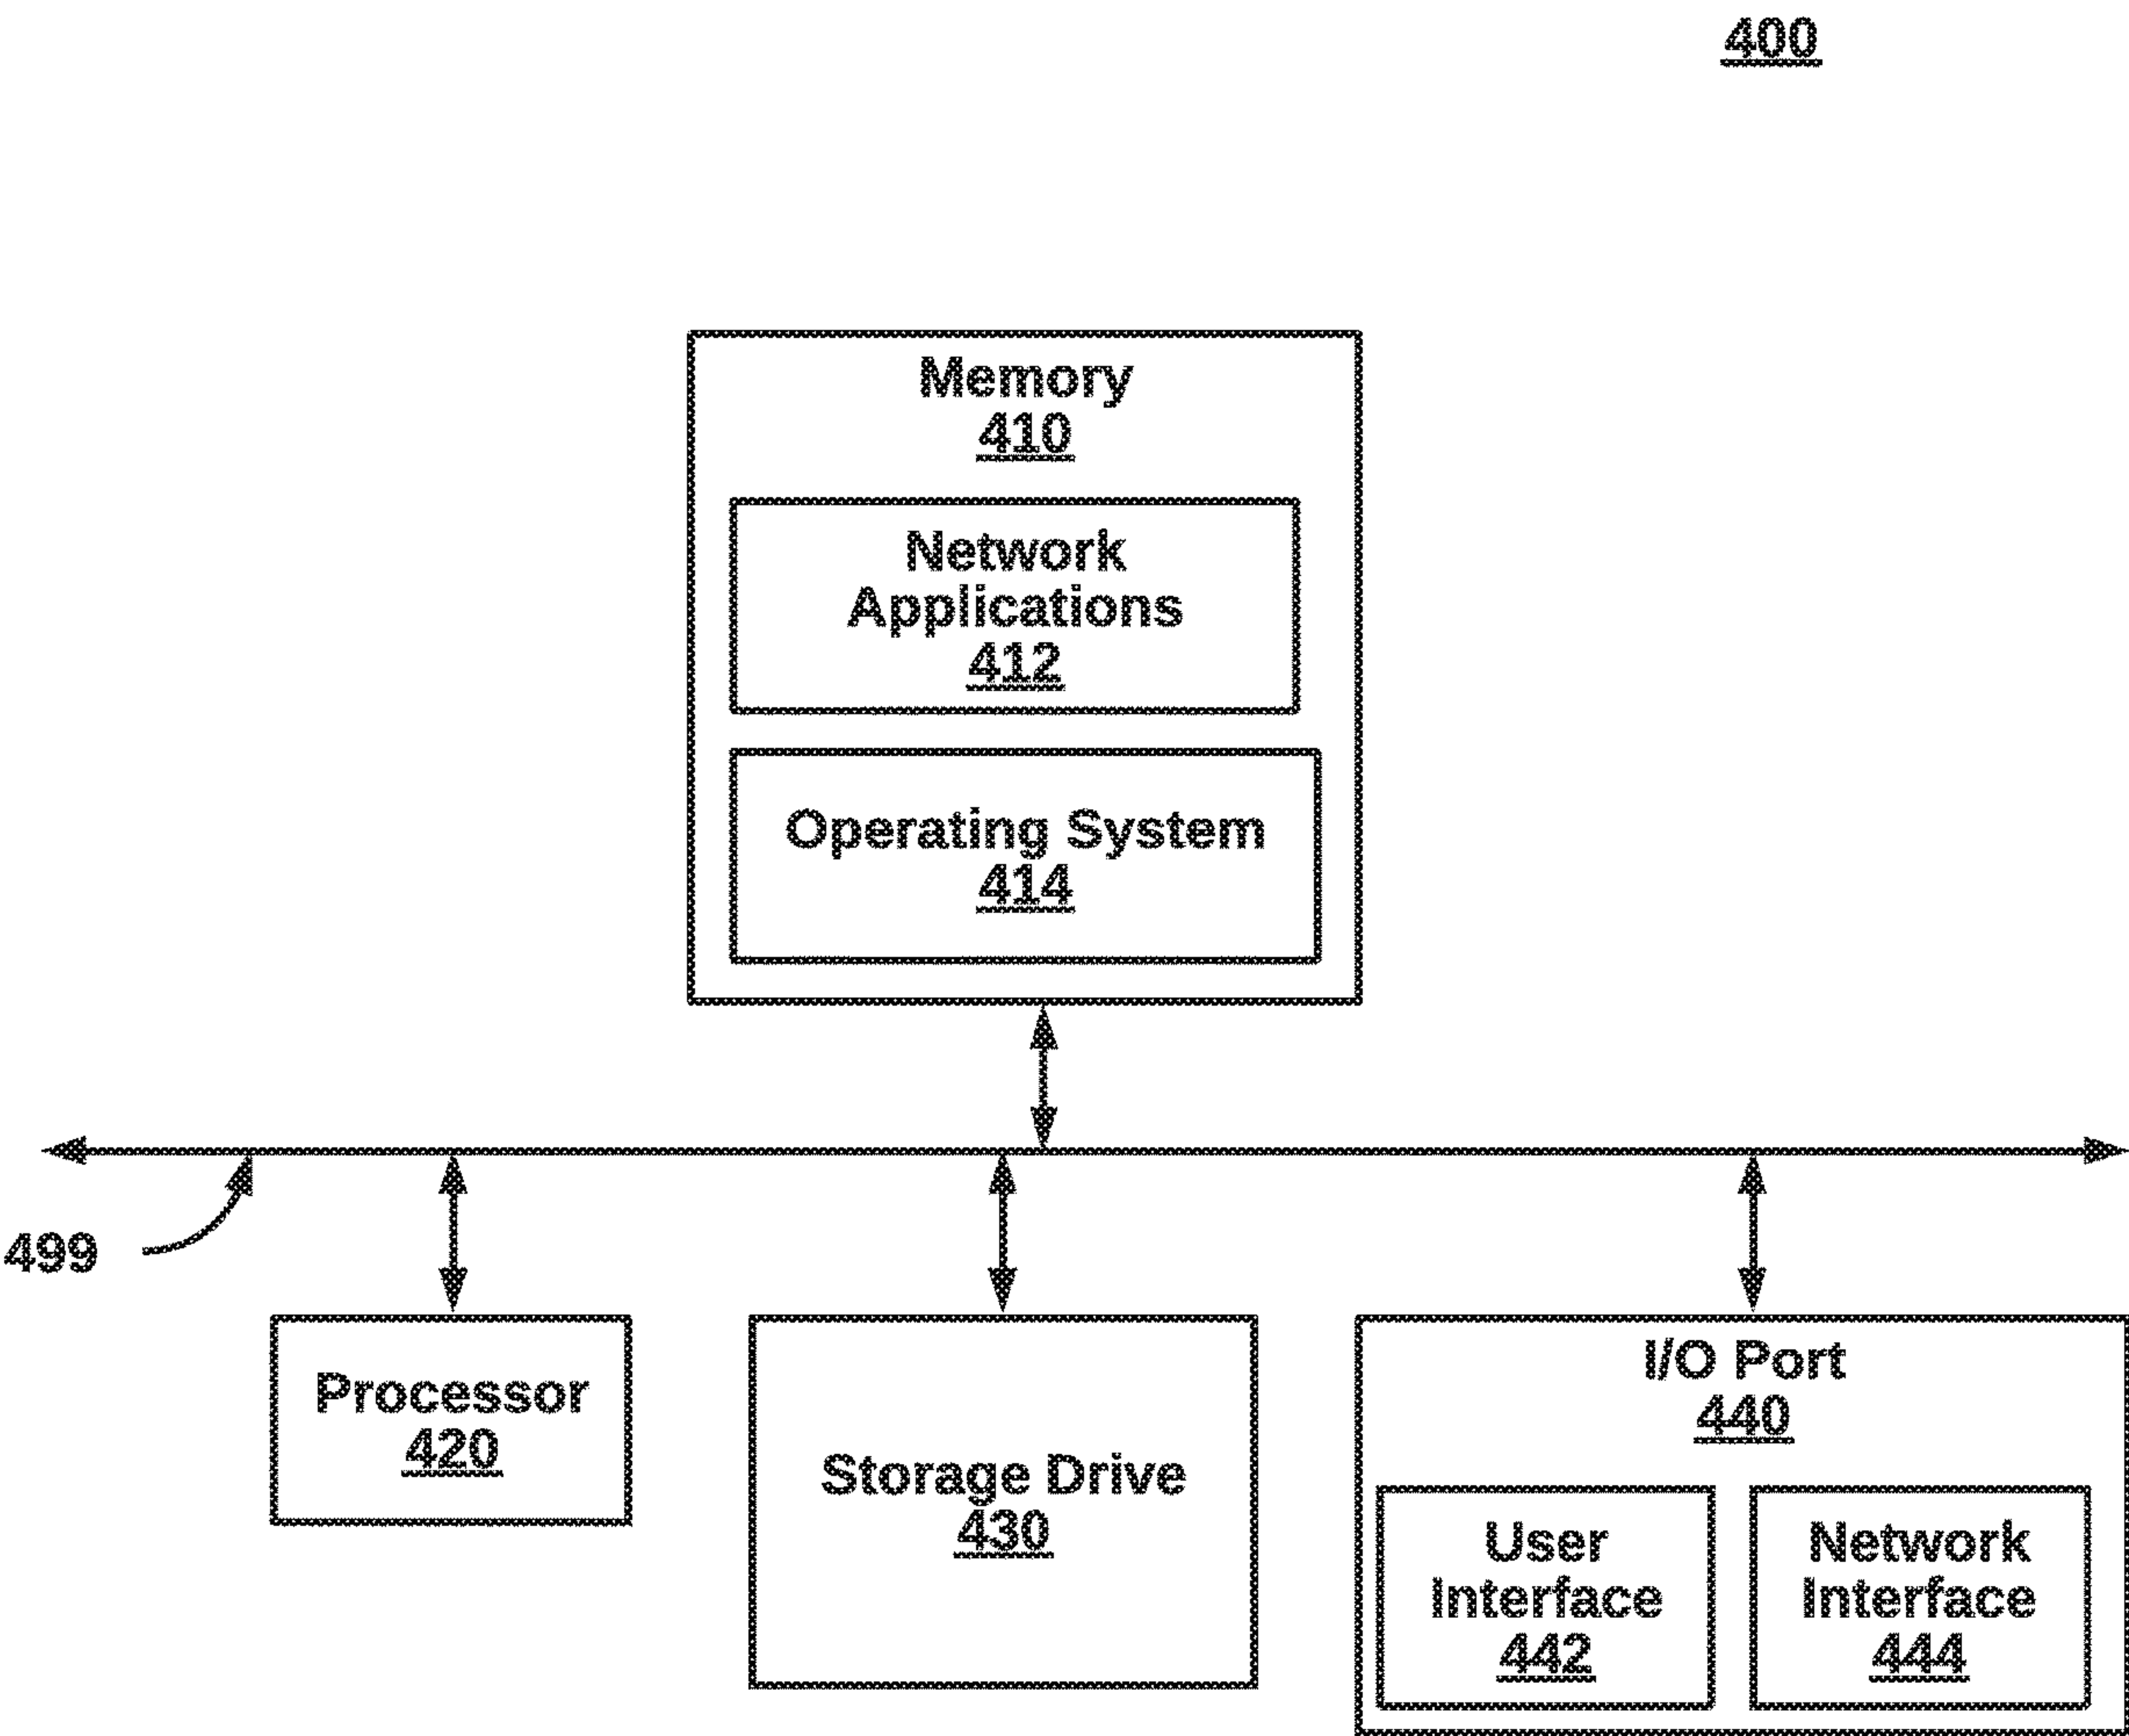 400
Memory
410
Network
Applications
412
Operating System
414
499
Processor
420
Storage Drive
430
I/O Port
440
User
Interface
442
Network
Interface
444